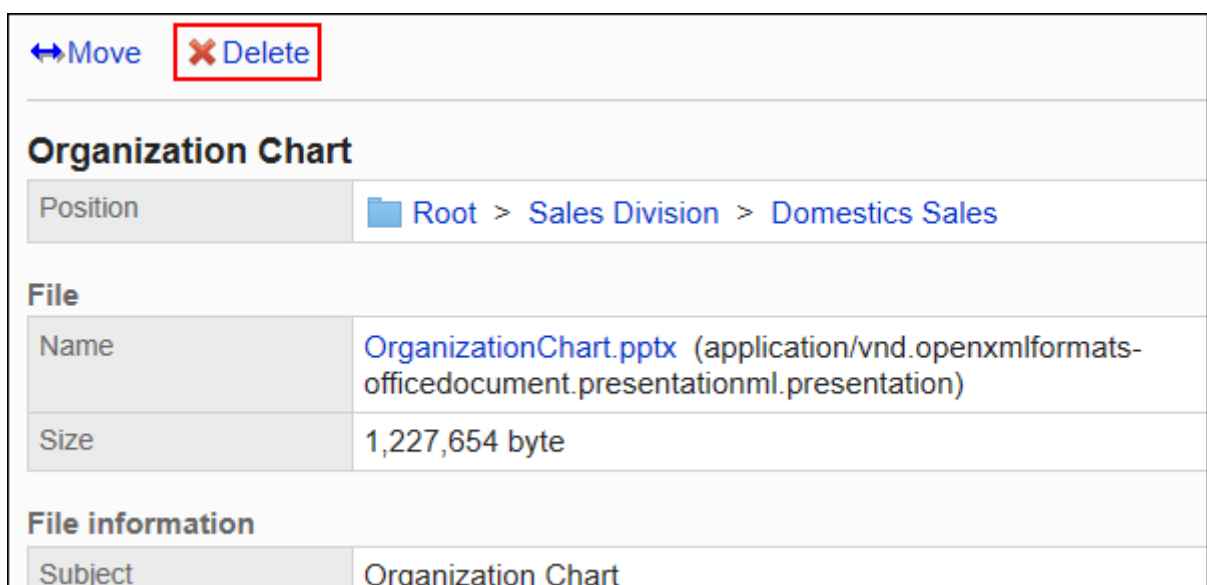 Move Delete
Organization Chart
Position Root > Sales Division > Domestics Sales
File
Name OrganizationChart.pptx (application/vnd.openxmlformats-
officedocument.presentationml.presentation)
Size 1,227,654 byte
File information
Subject Organization Chart